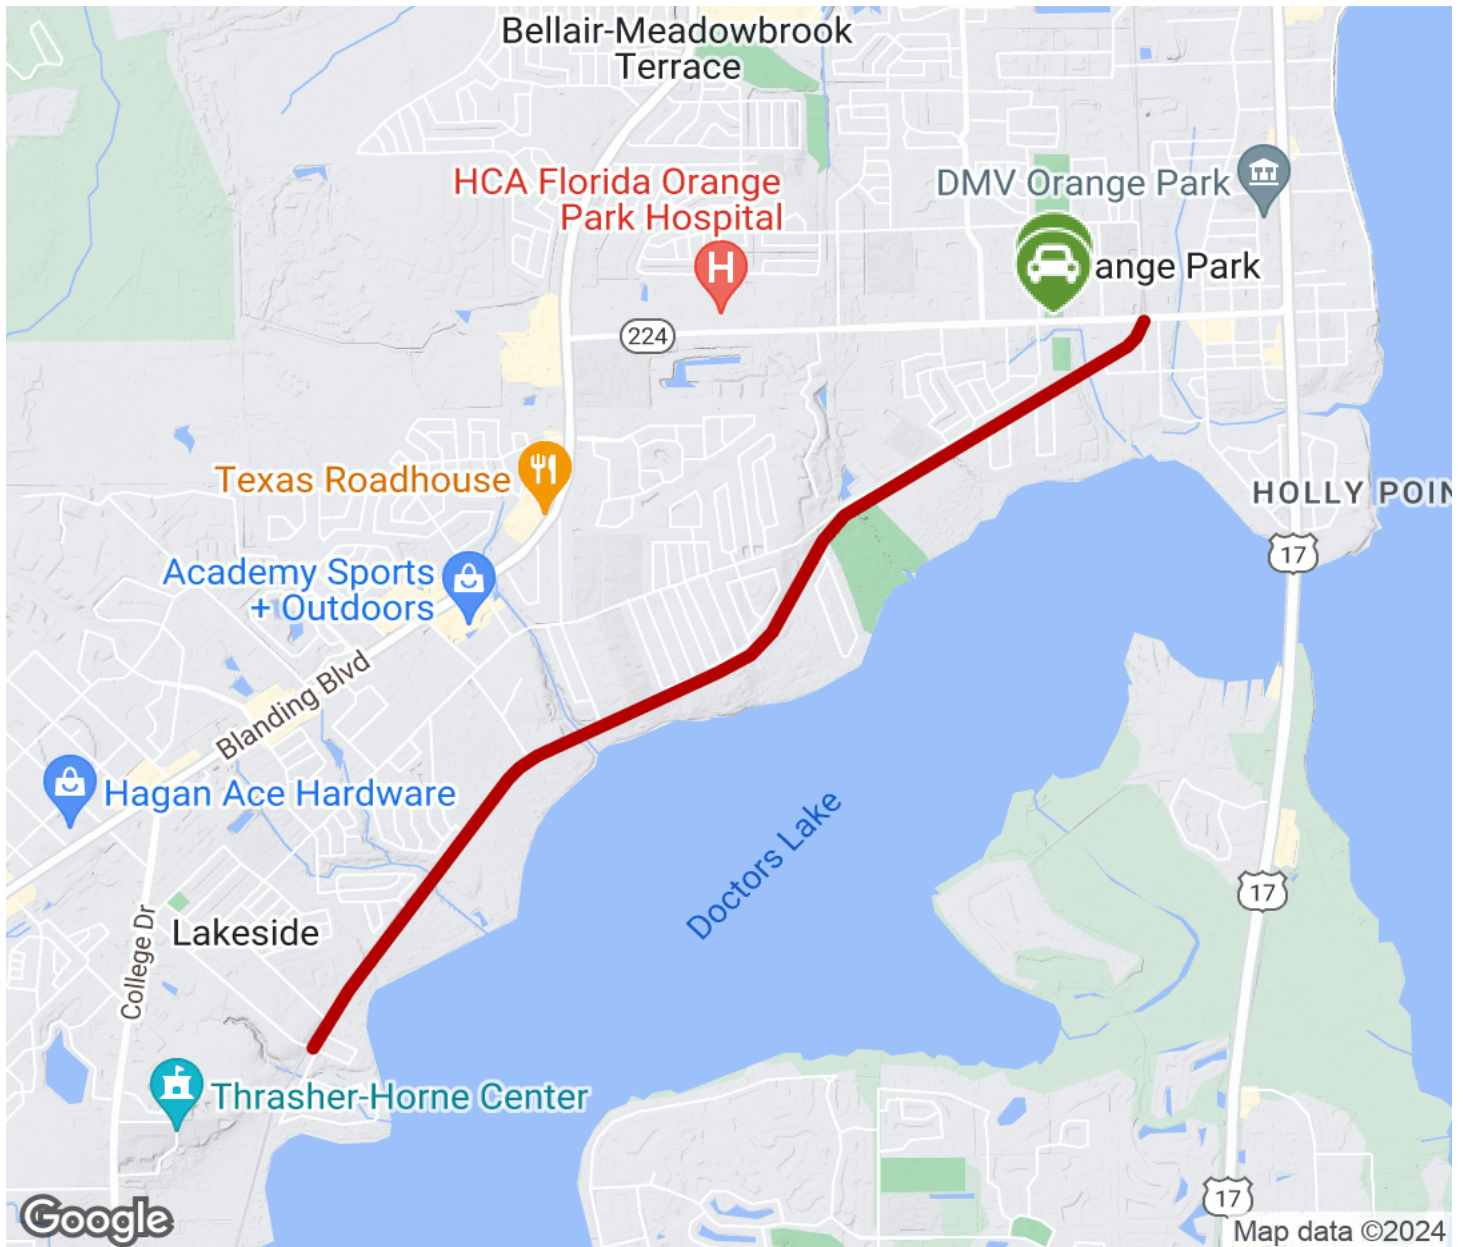 Bellair-Meadowbrook
Terrace
HCA Florida Orange
Park Hospital
H
DMV Orange Park
ange Park
224
Texas Roadhouse
HOLLY POIN
17
Academy Sports
+ Outdoors
Blanding Blvd
Hagan Ace Hardware
Doctors Lake
17
Lakeside
College Dr
Thrasher-Horne Center
17
Google
Map data ©2024